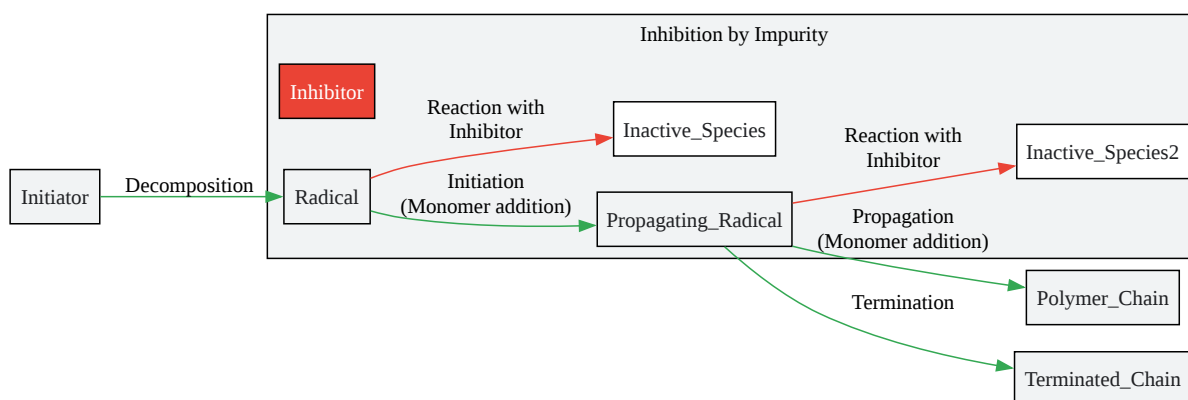 Inhibition by Impurity
Inhibitor
Reaction with
Inhibitor
Inactive_Species
Reaction with
Inhibitor
Inactive_Species2
Initiator
Decomposition
Radical
Initiation
(Monomer addition)
Propagating_Radical
Propagation
(Monomer addition)
Polymer_Chain
Termination
Terminated_Chain